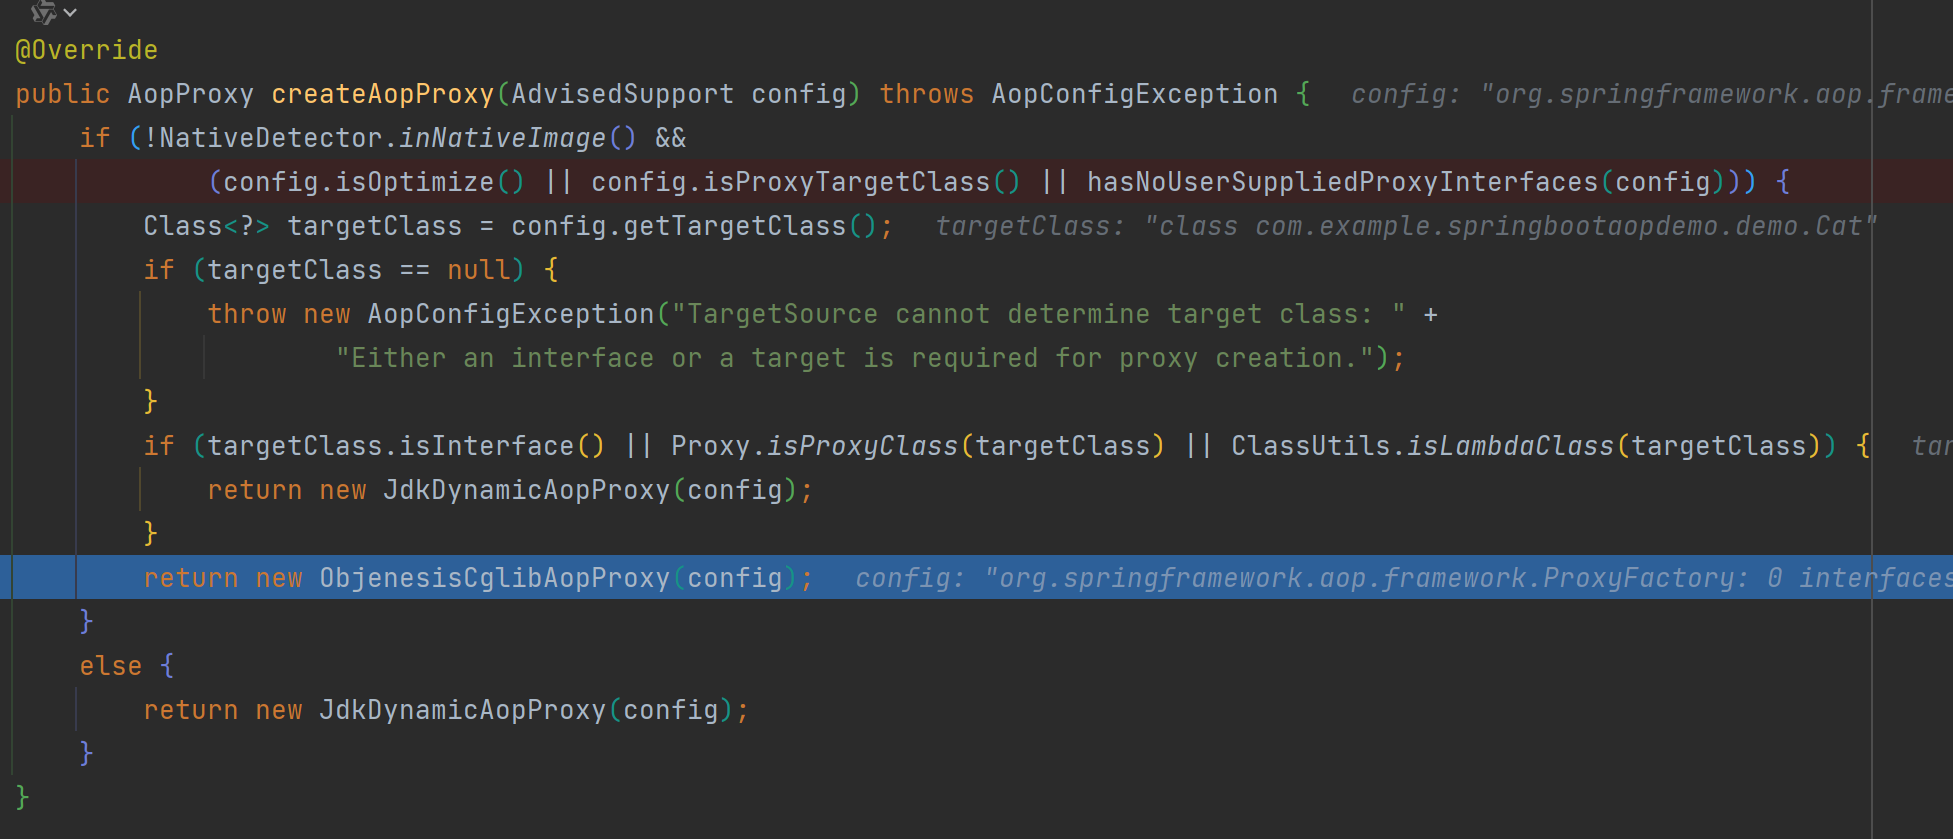 @Override
public AopProxy createAopProxy(AdvisedSupport config) throws AopConfigException {   config: "org.springframework.aop.frame
    if (!NativeDetector.inNativeImage() &&
            (config.isOptimize() || config.isProxyTargetClass() || hasNoUserSuppliedProxyInterfaces(config))) {
        Class<?> targetClass = config.getTargetClass();   targetClass: "class com.example.springbootaopdemo.demo.Cat"
        if (targetClass == null) {
            throw new AopConfigException("TargetSource cannot determine target class: " +
                    "Either an interface or a target is required for proxy creation.");
        }
        if (targetClass.isInterface() || Proxy.isProxyClass(targetClass) || ClassUtils.isLambdaClass(targetClass)) {   tar
            return new JdkDynamicAopProxy(config);
        }
        return new ObjenesisCglibAopProxy(config);   config: "org.springframework.aop.framework.ProxyFactory: 0 interfaces
    }
    else {
        return new JdkDynamicAopProxy(config);
    }
}